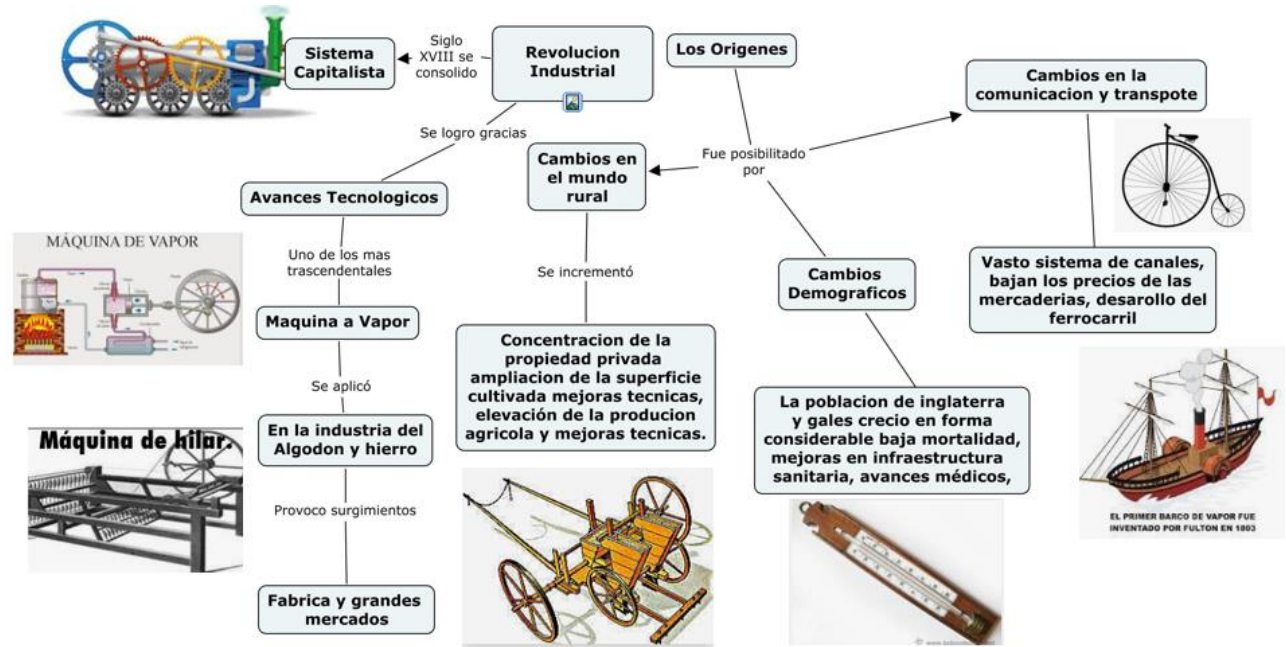 Sistema
Capitalista
Siglo
XVIII se
consolido
Revolucion
Industrial
Los Origenes
Cambios en la
comunicacion y transpote
Se logro gracias
Cambios en
el mundo
rural
Fue posibilitado
por
Avances Tecnologicos
MÁQUINA DE VAPOR
Uno de los mas
trascendentales
Se incrementó
Cambios
Demograficos
Vasto sistema de canales,
bajan los precios de las
mercaderias, desarollo del
ferrocarril
Maquina a Vapor
Concentracion de la
propiedad privada
ampliacion de la superficie
cultivada mejoras tecnicas,
elevación de la producion
agricola y mejoras tecnicas.
Se aplicó
La poblacion de inglaterra
y gales crecio en forma
considerable baja mortalidad,
mejoras en infraestructura
sanitaria, avances médicos,
Máquina de hilar.
En la industria del
Algodon y hierro
EL PRIMER BARCO DE VAPOR FUE
INVENTADO POR FULTON EN 1803
Provoco surgimientos
Fabrica y grandes
mercados